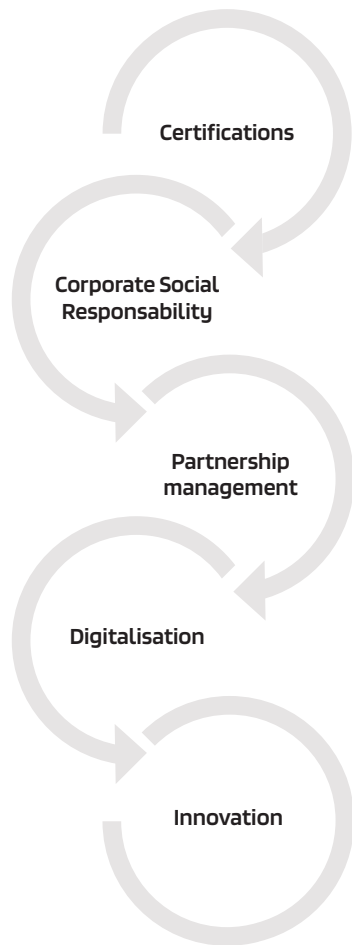 Certifications
Corporate Social
Responsability
Partnership
management
Digitalisation
Innovation